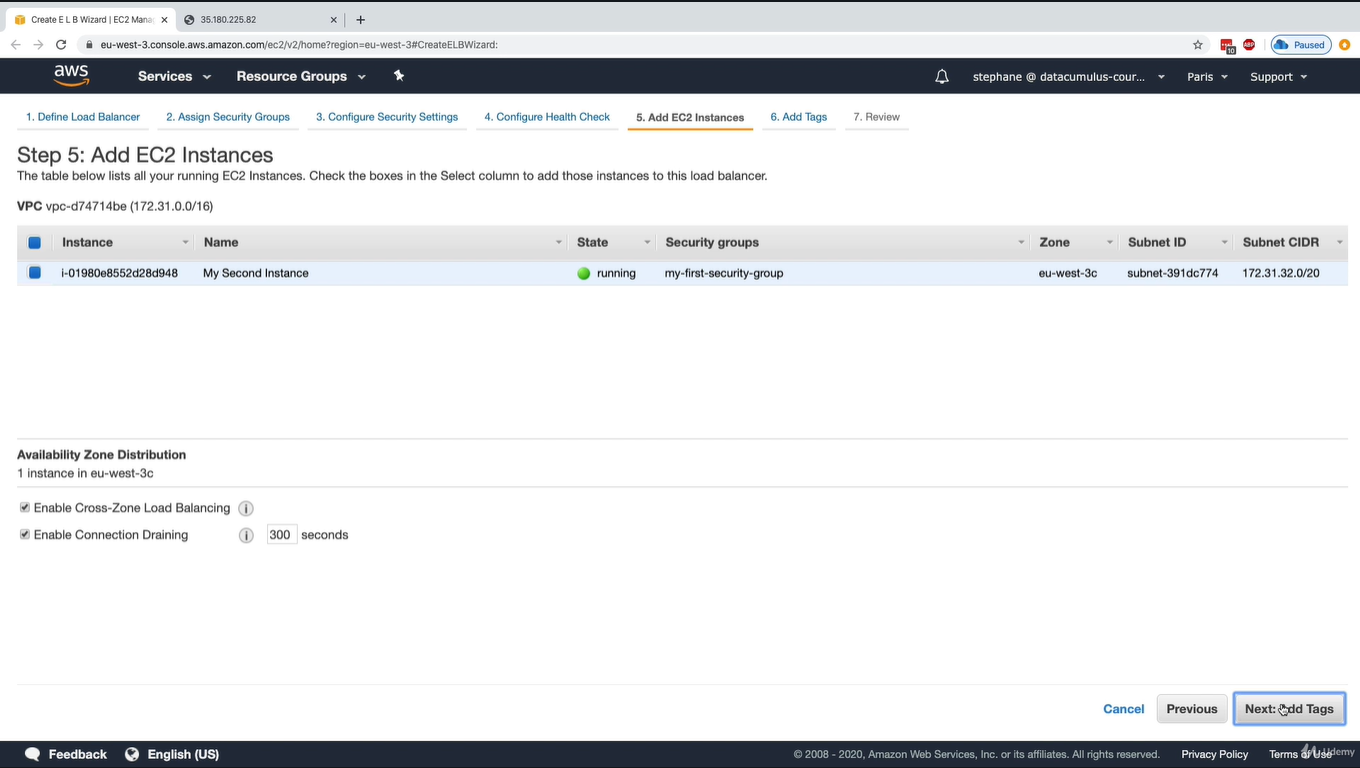 Create E L B Wizard | EC2 Mana
35.180.225.82
eu-west-3.console.aws.amazon.com/ec2/v2/home?region=eu-west-3#CreateELBWizard:
10
ABP
Paused
aws
Services
Resource Groups
stephane @ datacumulus-cour...
Paris
Support
1. Define Load Balancer
2. Assign Security Groups
3. Configure Security Settings
4. Configure Health Check
5. Add EC2 Instances
6. Add Tags
7. Review
Step 5: Add EC2 Instances
The table below lists all your running EC2 Instances. Check the boxes in the Select column to add those instances to this load balancer.
VPC vpc-d74714be (172.31.0.0/16)
Instance Name State Security groups Zone Subnet ID Subnet CIDR
i-01980e8552d28d948 My Second Instance running my-first-security-group eu-west-3c subnet-391dc774 172.31.32.0/20
Availability Zone Distribution
1 instance in eu-west-3c
Enable Cross-Zone Load Balancing i
Enable Connection Draining i 300 seconds
Cancel
Previous
Next: Add Tags
Feedback
English (US)
© 2008 - 2020, Amazon Web Services, Inc. or its affiliates. All rights reserved.
Privacy Policy
Terms of Use
Udemy